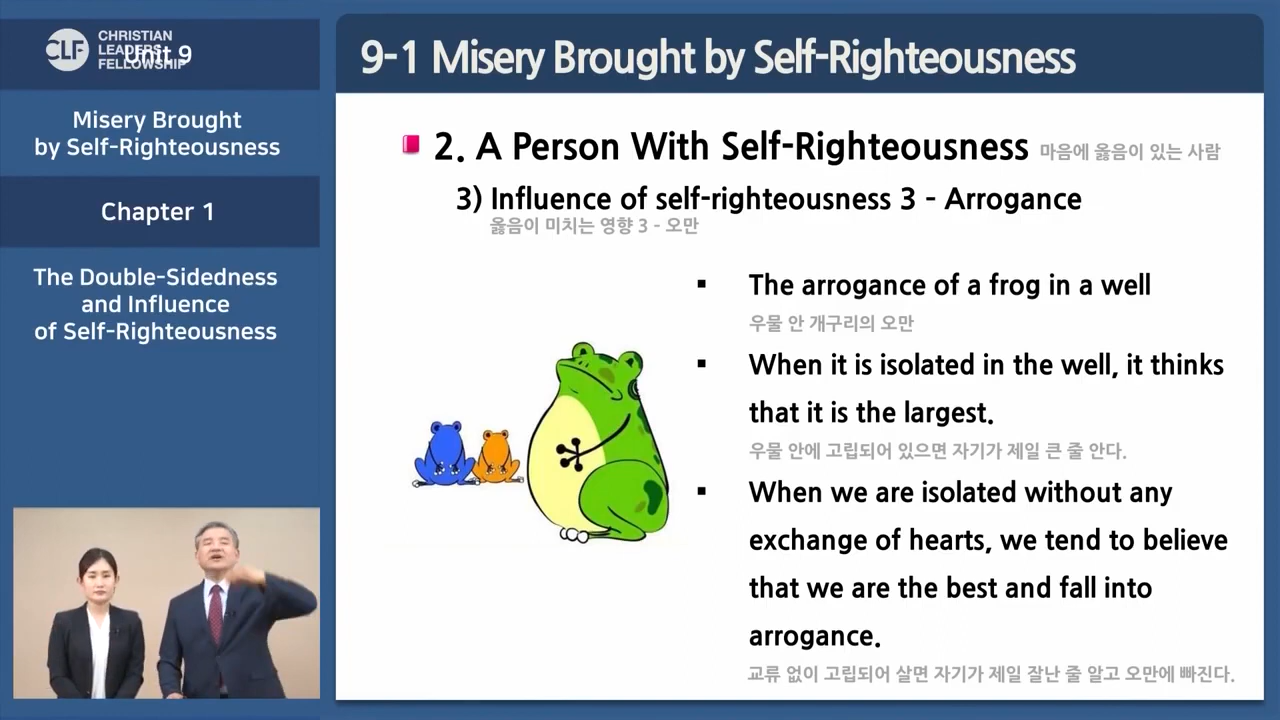 CLF
CHRISTIAN
LEADERS
FELLOWSHIP
Unit 9
Misery Brought
by Self-Righteousness
Chapter 1
The Double-Sidedness
and Influence
of Self-Righteousness
9-1 Misery Brought by Self-Righteousness
2. A Person With Self-Righteousness 마음에 옳음이 있는 사람
3) Influence of self-righteousness 3 - Arrogance
옳음이 미치는 영향 3 - 오만
▪ The arrogance of a frog in a well
우물 안 개구리의 오만
▪ When it is isolated in the well, it thinks
that it is the largest.
우물 안에 고립되어 있으면 자기가 제일 큰 줄 안다.
▪ When we are isolated without any
exchange of hearts, we tend to believe
that we are the best and fall into
arrogance.
교류 없이 고립되어 살면 자기가 제일 잘난 줄 알고 오만에 빠진다.